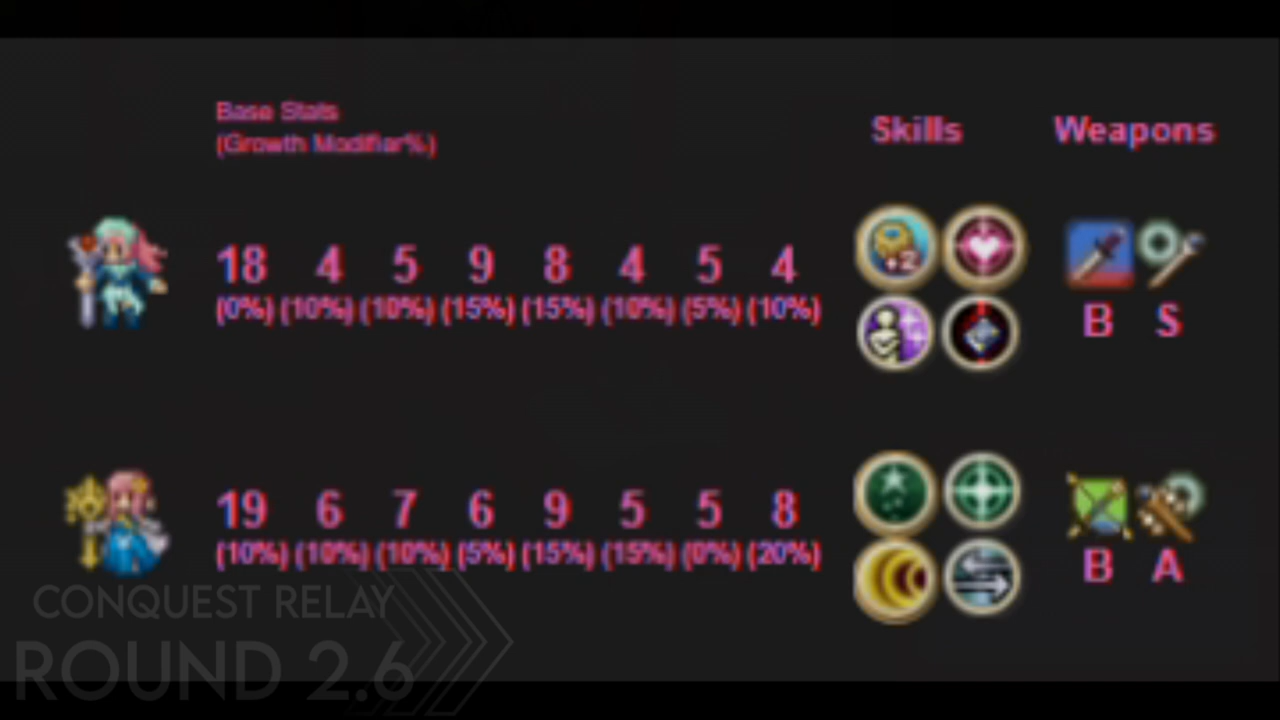 Base Stats
(Growth Modifier%)
Skills
Weapons
18 4 5 9 8 4 5 4
(0%) (10%) (10%) (15%) (15%) (10%) (5%) (10%)
+2
B S
19 6 7 6 9 5 5 8
(10%) (10%) (10%) (5%) (15%) (15%) (0%) (20%)
B A
CONQUEST RELAY
ROUND 2.6